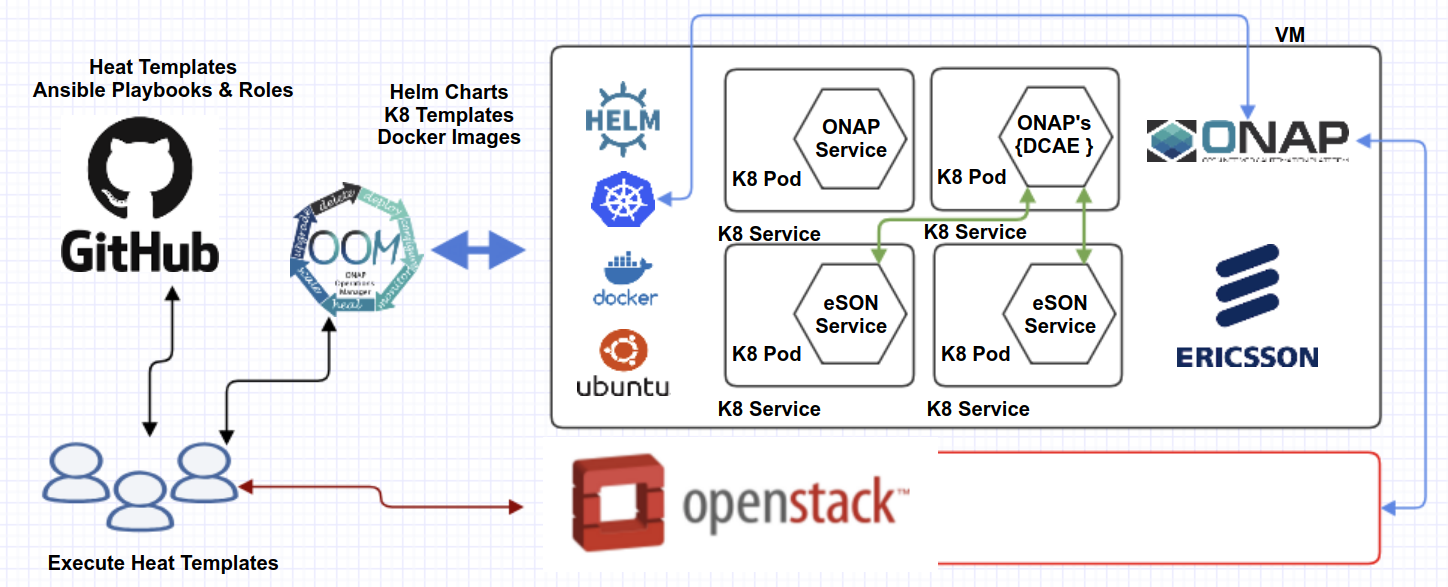 Heat Templates
Ansible Playbooks & Roles
GitHub
Helm Charts
K8 Templates
Docker Images
delete
deploy
configure
monitor
heal
upgrade
OOM
ONAP
Operations
Manager
Execute Heat Templates
VM
HELM
docker
ubuntu
ONAP
Service
K8 Pod
K8 Service
ONAP's
{DCAE }
K8 Pod
K8 Service
eSON
Service
K8 Pod
K8 Service
eSON
Service
K8 Pod
K8 Service
ONAP
ERICSSON
openstack™